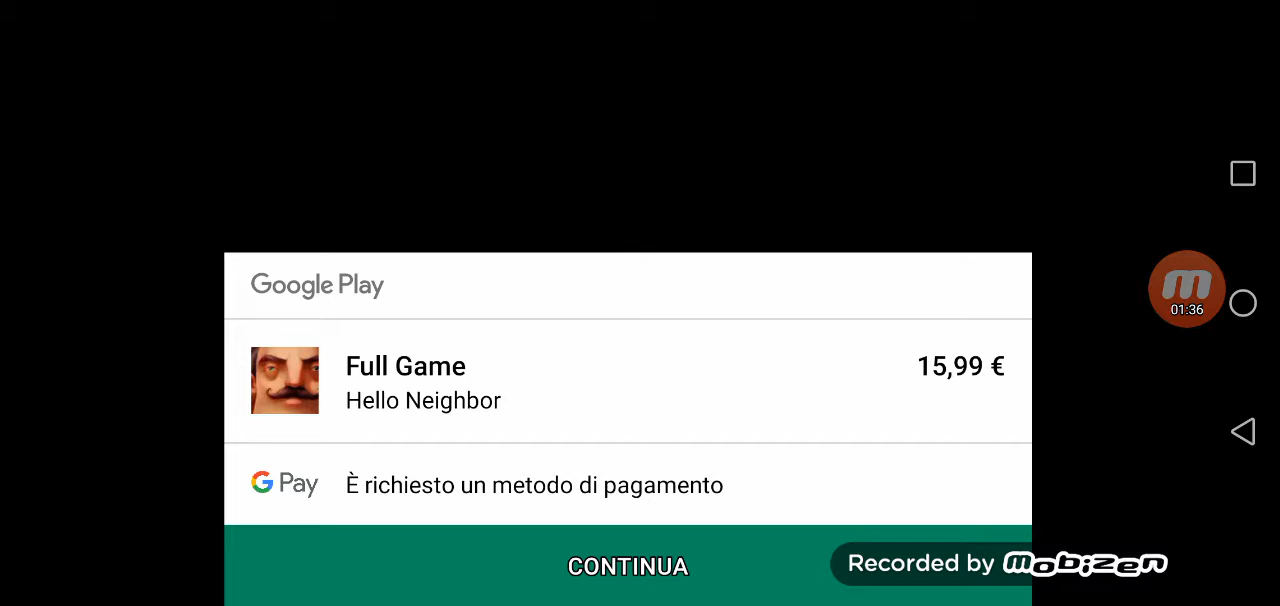 Google Play
Full Game
15,99 €
Hello Neighbor
G Pay
È richiesto un metodo di pagamento
CONTINUA
Recorded by mobizen
m
01:36